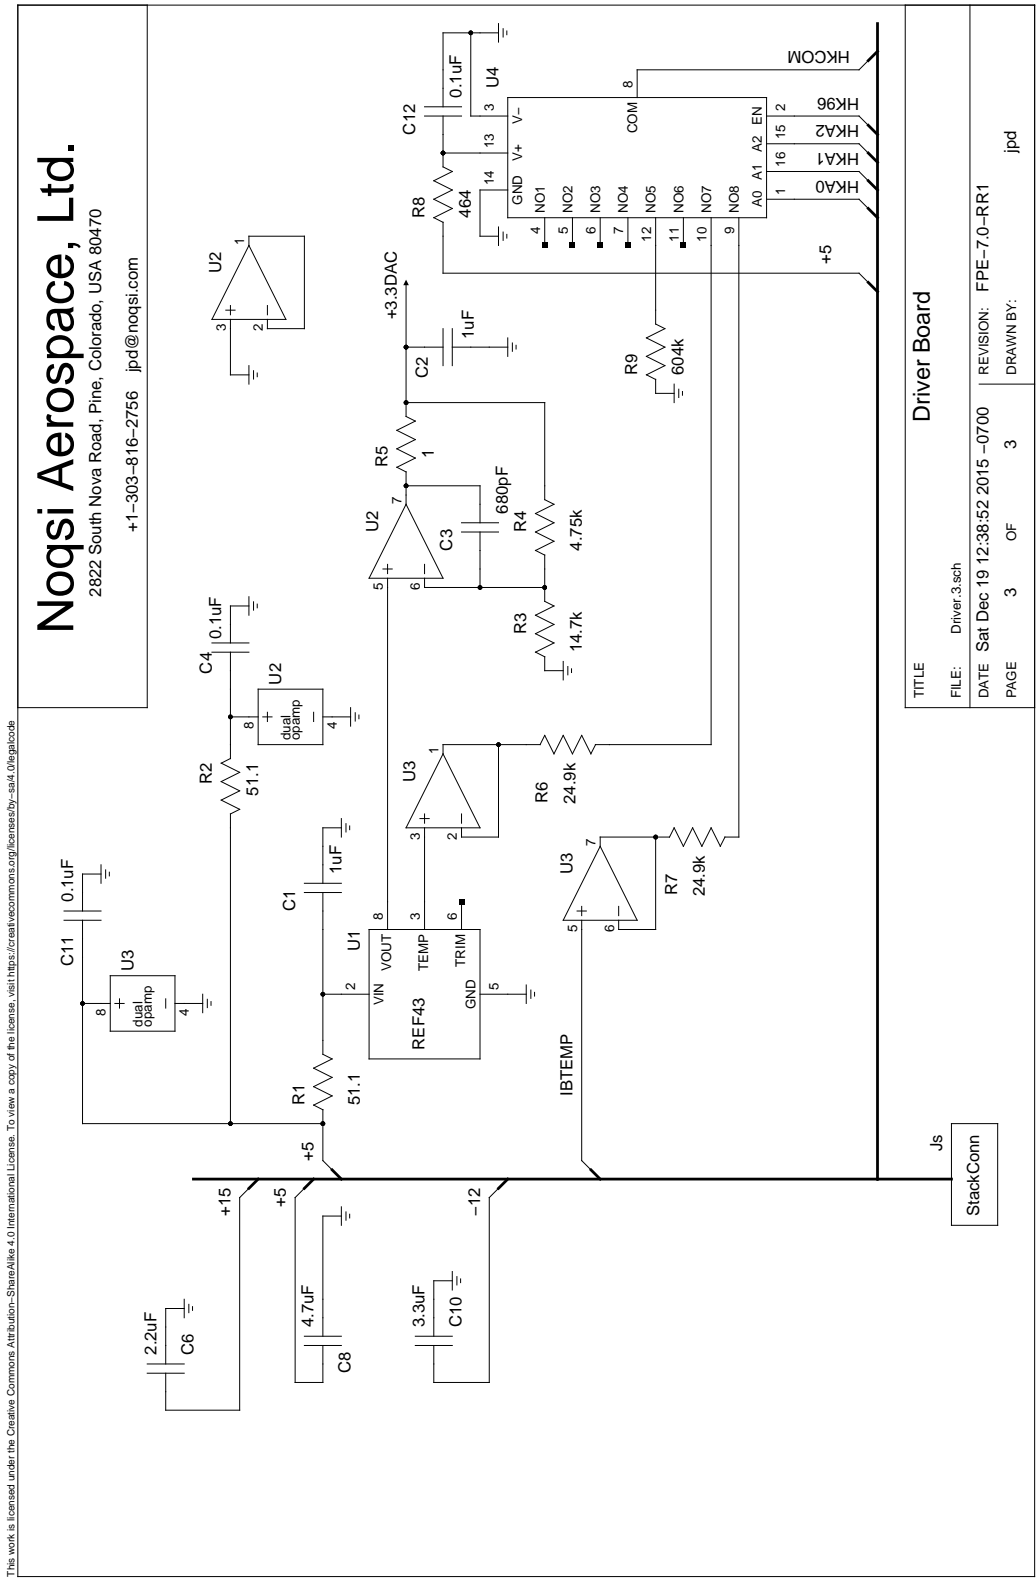 This work is licensed under the Creative Commons Attribution−ShareAlike 4.0 International License. To view a copy of the license, visit https://creativecommons.org/licenses/by−sa/4.0/legalcode
Noqsi Aerospace, Ltd.
2822 South Nova Road, Pine, Colorado, USA 80470
+1−303−816−2756 jpd@noqsi.com
C11
0.1uF
U3
8
+
dual
opamp
−
4
R2
51.1
C4
0.1uF
U2
8
+
dual
opamp
−
4
U2
3
+
2
−
1
2.2uF
C6
+15
4.7uF
C8
+5
3.3uF
C10
−12
+5
R1
51.1
C1
1uF
U1
2
VIN
REF43
VOUT
8
TEMP
3
TRIM
6
GND
5
U3
3
+
2
−
1
R6
24.9k
IBTEMP
U3
5
+
6
−
7
R7
24.9k
U2
5
+
6
−
7
C3
680pF
R5
1
R3
14.7k
R4
4.75k
C2
1uF
+3.3DAC
R9
604k
R8
464
C12
0.1uF
U4
14
GND
13
V+
3
V−
4
NO1
5
NO2
6
NO3
7
NO4
12
NO5
11
NO6
10
NO7
9
NO8
COM
8
A0
1
A1
16
A2
15
EN
2
+5
HKA0
HKA1
HKA2
HK96
HKCOM
Js
StackConn
TITLE
Driver Board
FILE: Driver.3.sch
REVISION: FPE−7.0−RR1
DATE Sat Dec 19 12:38:52 2015 −0700
PAGE 3 OF 3
DRAWN BY: jpd